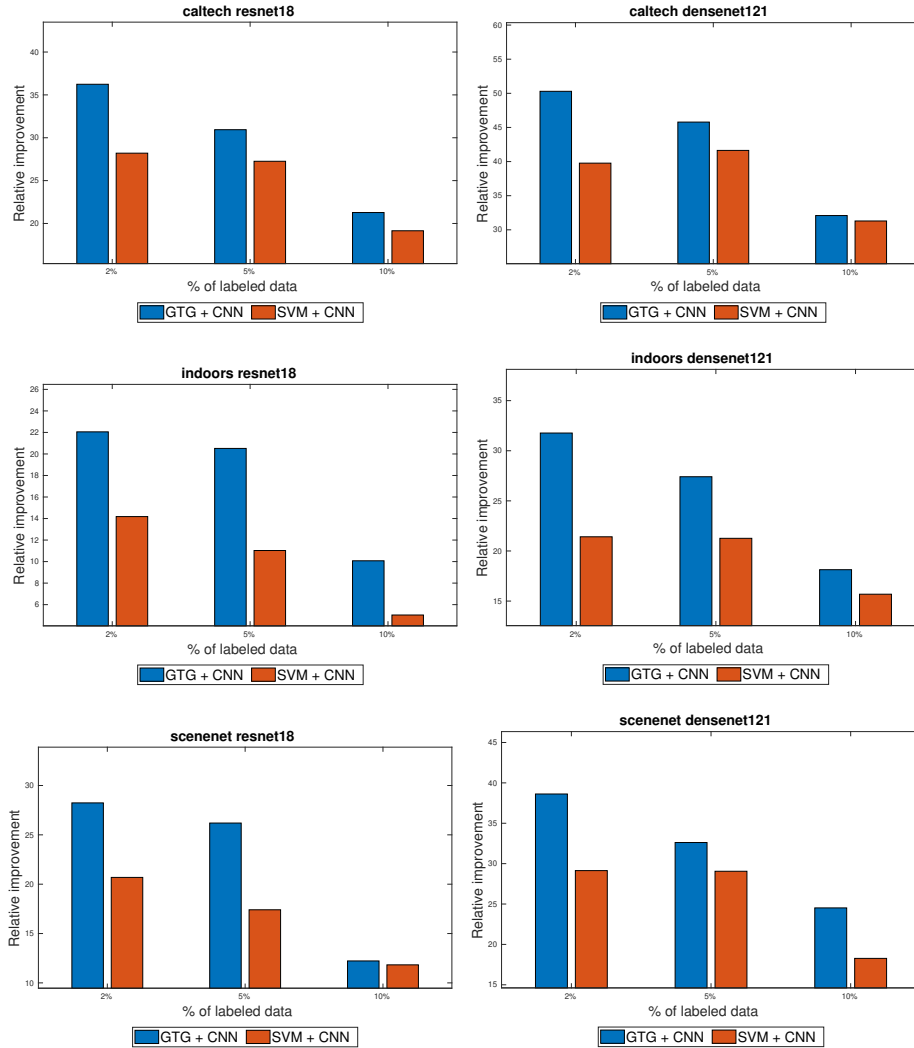 caltech resnet18
40
35
30
25
20
Relative improvement
2% 5% 10%
% of labeled data
GTG + CNN SVM + CNN
caltech densenet121
60
55
50
45
40
35
30
Relative improvement
2% 5% 10%
% of labeled data
GTG + CNN SVM + CNN
indoors resnet18
26
24
22
20
18
16
14
12
10
8
6
Relative improvement
2% 5% 10%
% of labeled data
GTG + CNN SVM + CNN
indoors densenet121
35
30
25
20
15
Relative improvement
2% 5% 10%
% of labeled data
GTG + CNN SVM + CNN
scenenet resnet18
30
25
20
15
10
Relative improvement
2% 5% 10%
% of labeled data
GTG + CNN SVM + CNN
scenenet densenet121
45
40
35
30
25
20
15
Relative improvement
2% 5% 10%
% of labeled data
GTG + CNN SVM + CNN